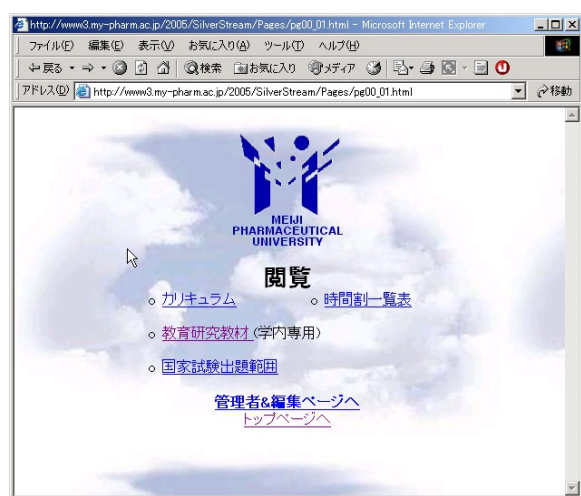 http://www3.my-pharm.ac.jp/2005/SilverStream/Pages/pg00_01.html - Microsoft Internet Explorer
ファイル(F) 編集(E) 表示(V) お気に入り(A) ツール(T) ヘルプ(H)
戻る 検索 お気に入り メディア
アドレス(D) http://www3.my-pharm.ac.jp/2005/SilverStream/Pages/pg00_01.html 移動
MEIJI
PHARMACEUTICAL
UNIVERSITY
閲覧
カリキュラム 時間割一覧表
教育研究教材 (学内専用)
国家試験出題範囲
管理者&編集ページへ
トップページへ